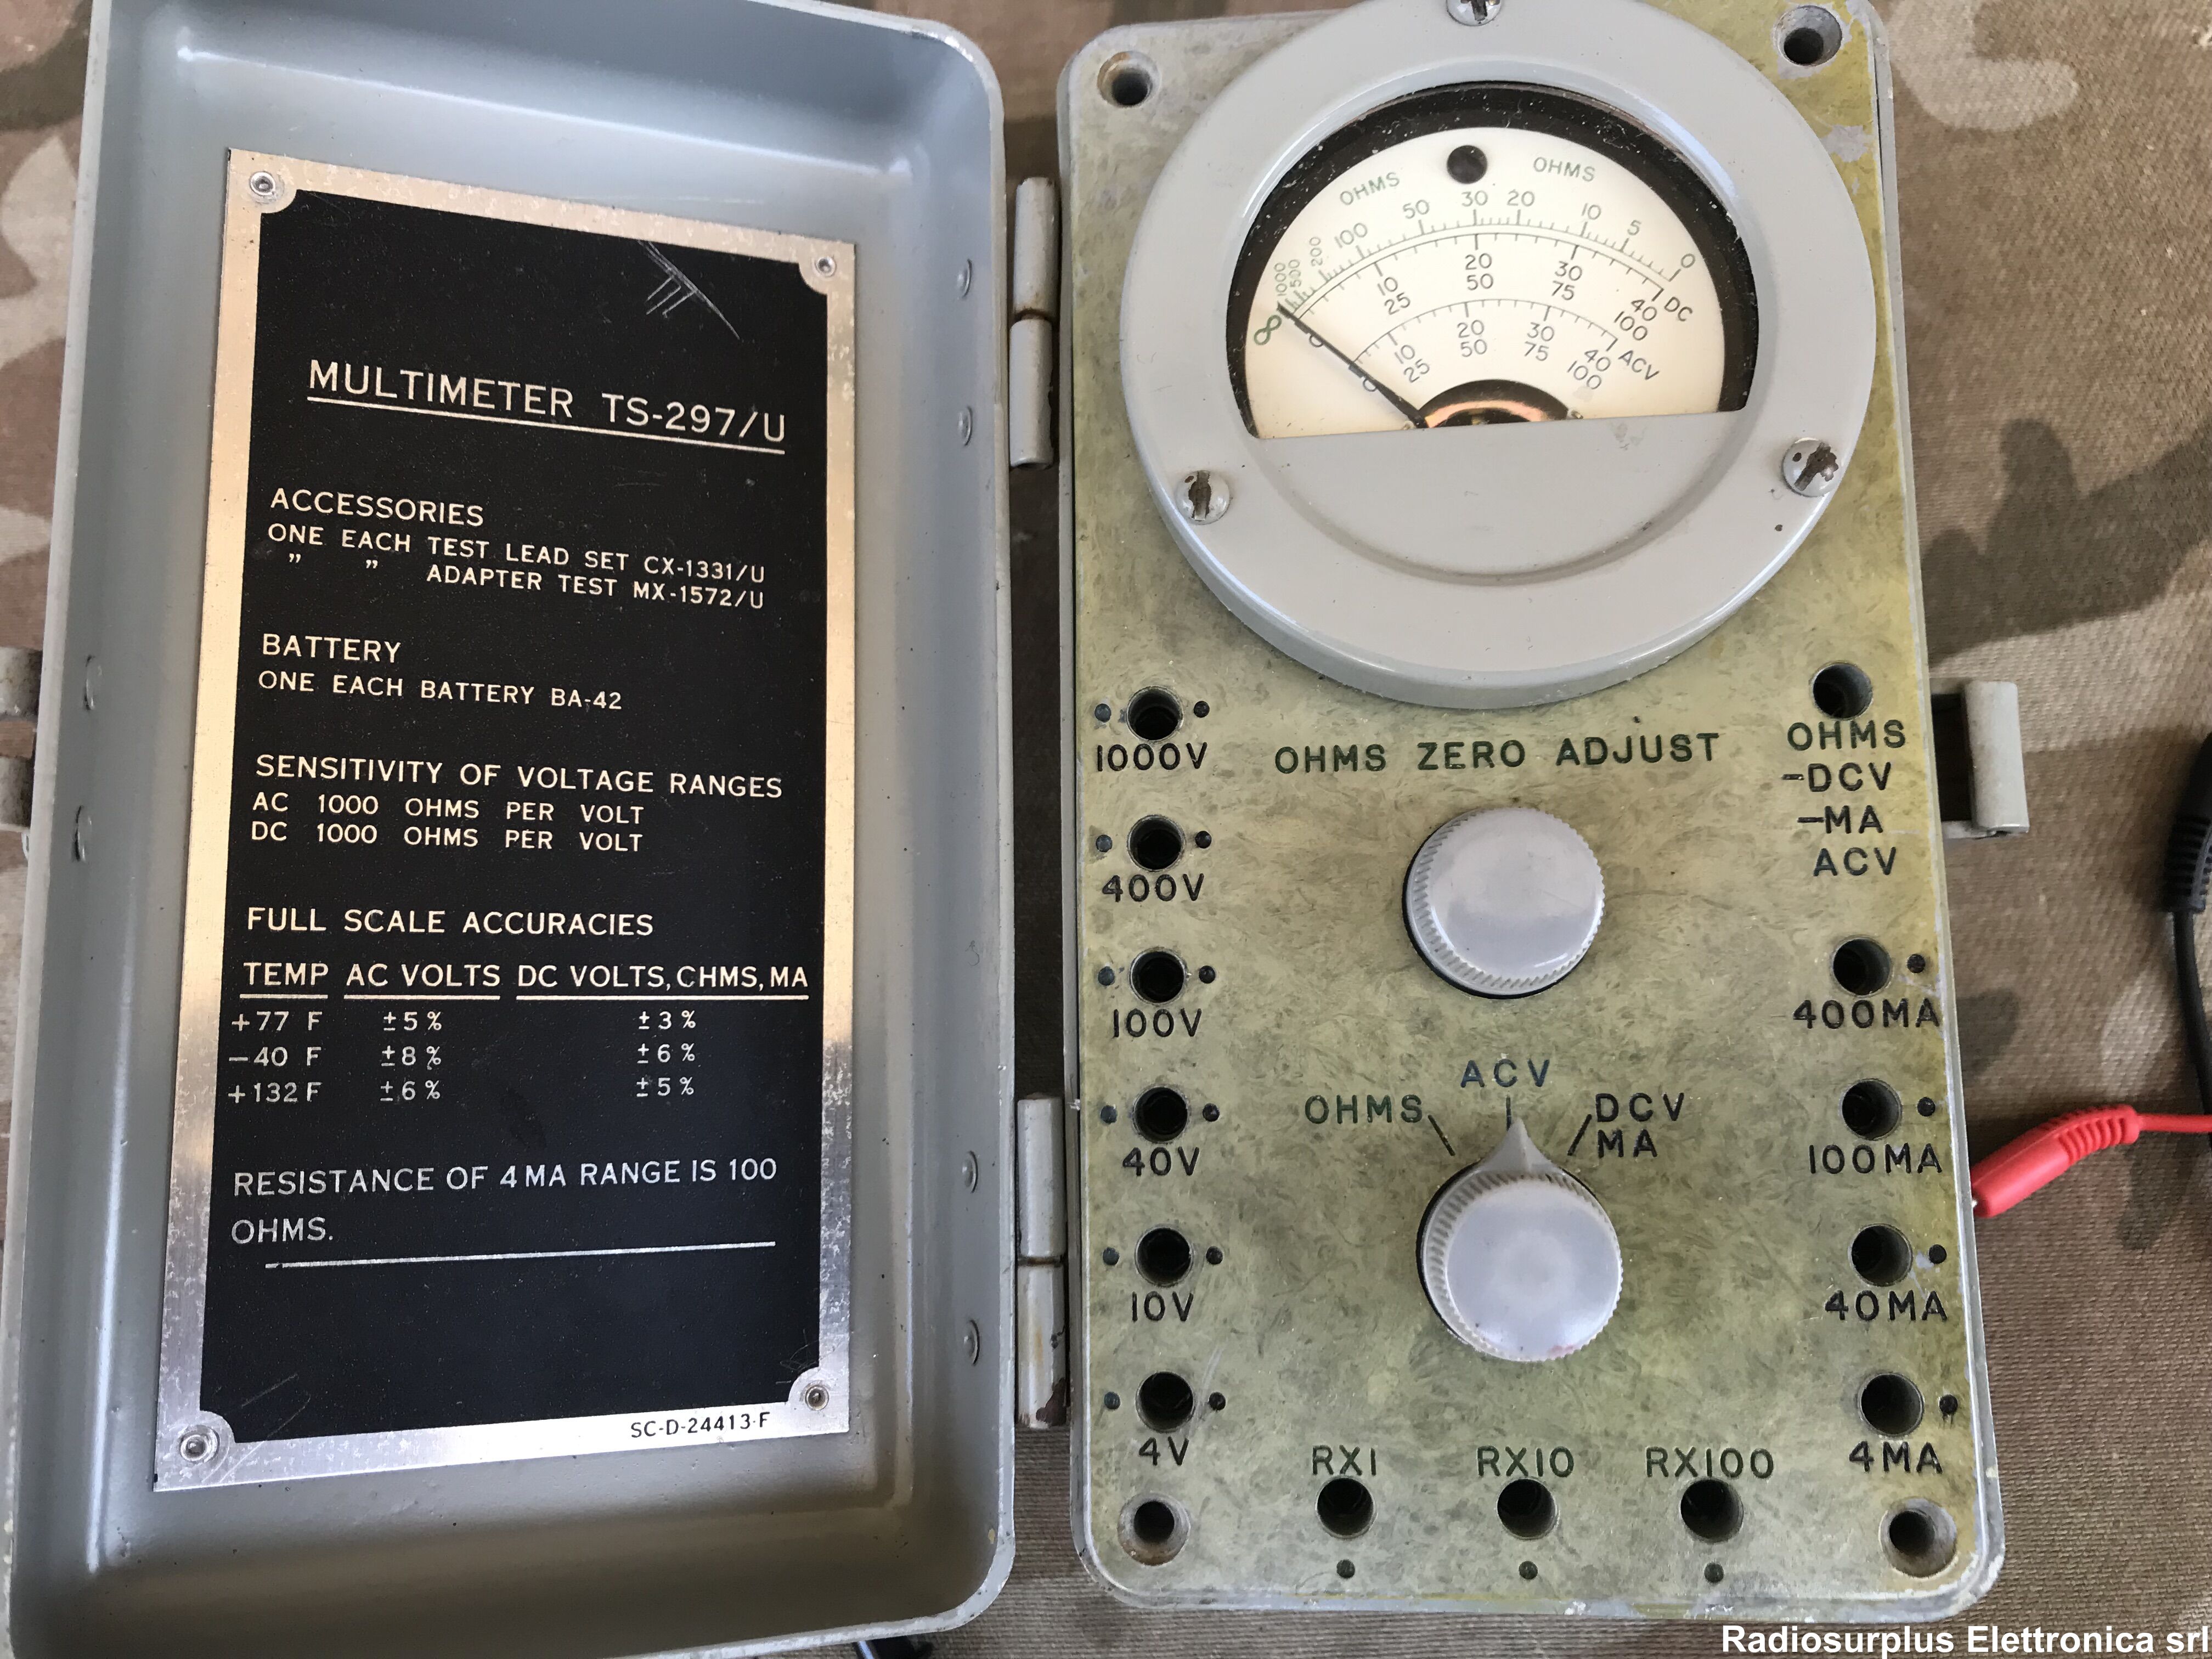 MULTIMETER TS-297/U
ACCESSORIES
ONE EACH TEST LEAD SET CX-1331/U
" " ADAPTER TEST MX-1572/U
BATTERY
ONE EACH BATTERY BA-42
SENSITIVITY OF VOLTAGE RANGES
AC 1000 OHMS PER VOLT
DC 1000 OHMS PER VOLT
FULL SCALE ACCURACIES
TEMP AC VOLTS DC VOLTS, OHMS, MA
+77 F ±5% ±3%
−40 F ±8% ±6%
+132 F ±6% ±5%
RESISTANCE OF 4 MA RANGE IS 100
OHMS.
SC-D-24413-F
OHMS OHMS
∞ 1000 500 200 100 50 30 20 10 5 0
0 10 20 30 40 DC
25 50 75 100
0 10 20 30 40 ACV
25 50 75 100
1000V
400V
100V
40V
10V
4V
OHMS ZERO ADJUST
OHMS
-DCV
-MA
ACV
400MA
100MA
40MA
4MA
OHMS
ACV
DCV
MA
RX1 RX10 RX100
Radiosurplus Elettronica srl